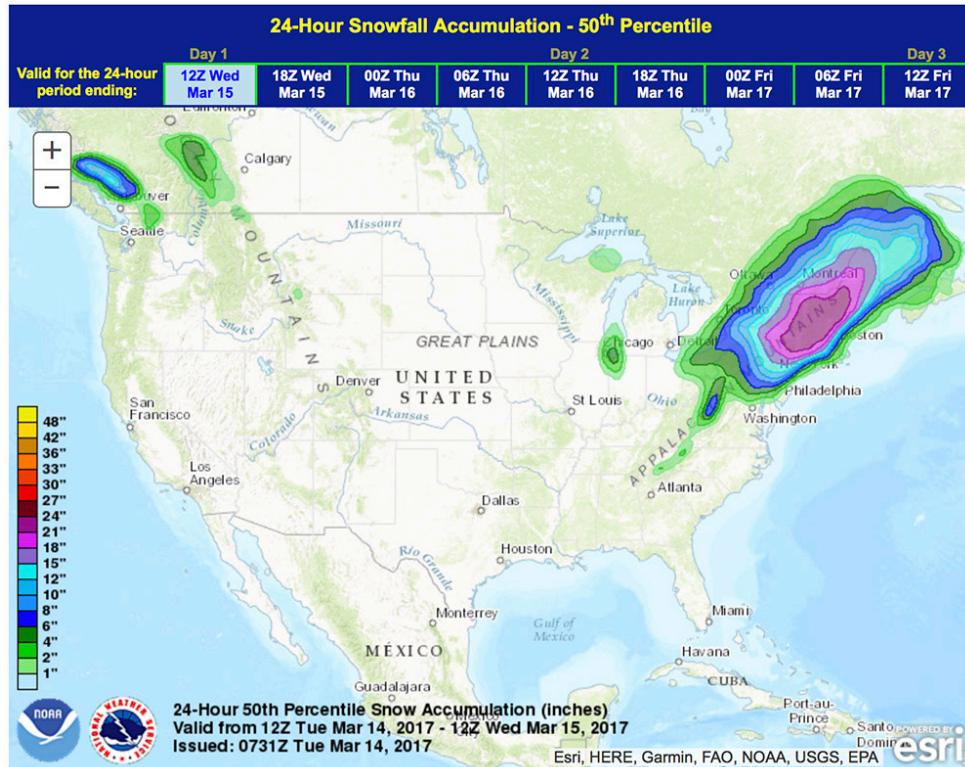 24-Hour Snowfall Accumulation - 50th Percentile
Day 1 Day 2 Day 3
Valid for the 24-hour period ending:
12Z Wed Mar 15
18Z Wed Mar 15
00Z Thu Mar 16
06Z Thu Mar 16
12Z Thu Mar 16
18Z Thu Mar 16
00Z Fri Mar 17
06Z Fri Mar 17
12Z Fri Mar 17
+
−
Edmonton
Calgary
Seattle
Missouri
Lake Superior
Ottawa
Montreal
Lake Huron
Toronto
Mississippi
Snake
MOUNTAINS
GREAT PLAINS
Chicago
Detroit
Boston
Philadelphia
Washington
Denver
UNITED STATES
St Louis
Ohio
San Francisco
Colorado
Arkansas
Los Angeles
Atlanta
Dallas
Houston
Rio Grande
Monterrey
Gulf of Mexico
Miami
MÉXICO
Havana
CUBA
Guadalajara
Port-au-Prince
Santo
48"
42"
36"
33"
30"
27"
24"
21"
18"
15"
12"
10"
8"
6"
4"
2"
1"
NOAA
NATIONAL WEATHER SERVICE
24-Hour 50th Percentile Snow Accumulation (inches)
Valid from 12Z Tue Mar 14, 2017 - 12Z Wed Mar 15, 2017
Issued: 0731Z Tue Mar 14, 2017
POWERED BY
esri
Esri, HERE, Garmin, FAO, NOAA, USGS, EPA